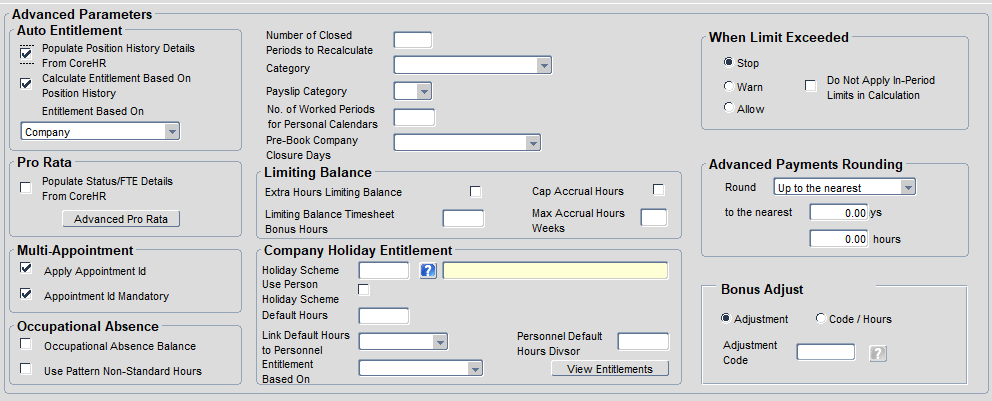 Advanced Parameters
Auto Entitlement
Populate Position History Details
From CoreHR
Calculate Entitlement Based On
Position History
Entitlement Based On
Company
Pro Rata
Populate Status/FTE Details
From CoreHR
Advanced Pro Rata
Multi-Appointment
Apply Appointment Id
Appointment Id Mandatory
Occupational Absence
Occupational Absence Balance
Use Pattern Non-Standard Hours
Number of Closed
Periods to Recalculate
Category
Payslip Category
No. of Worked Periods
for Personal Calendars
Pre-Book Company
Closure Days
Limiting Balance
Extra Hours Limiting Balance
Cap Accrual Hours
Limiting Balance Timesheet
Bonus Hours
Max Accrual Hours
Weeks
Company Holiday Entitlement
Holiday Scheme
?
Use Person
Holiday Scheme
Default Hours
Link Default Hours
to Personnel
Personnel Default
Hours Divsor
Entitlement
Based On
View Entitlements
When Limit Exceeded
Stop
Warn
Allow
Do Not Apply In-Period
Limits in Calculation
Advanced Payments Rounding
Round Up to the nearest
to the nearest 0.00 ys
0.00 hours
Bonus Adjust
Adjustment
Code / Hours
Adjustment
Code
?